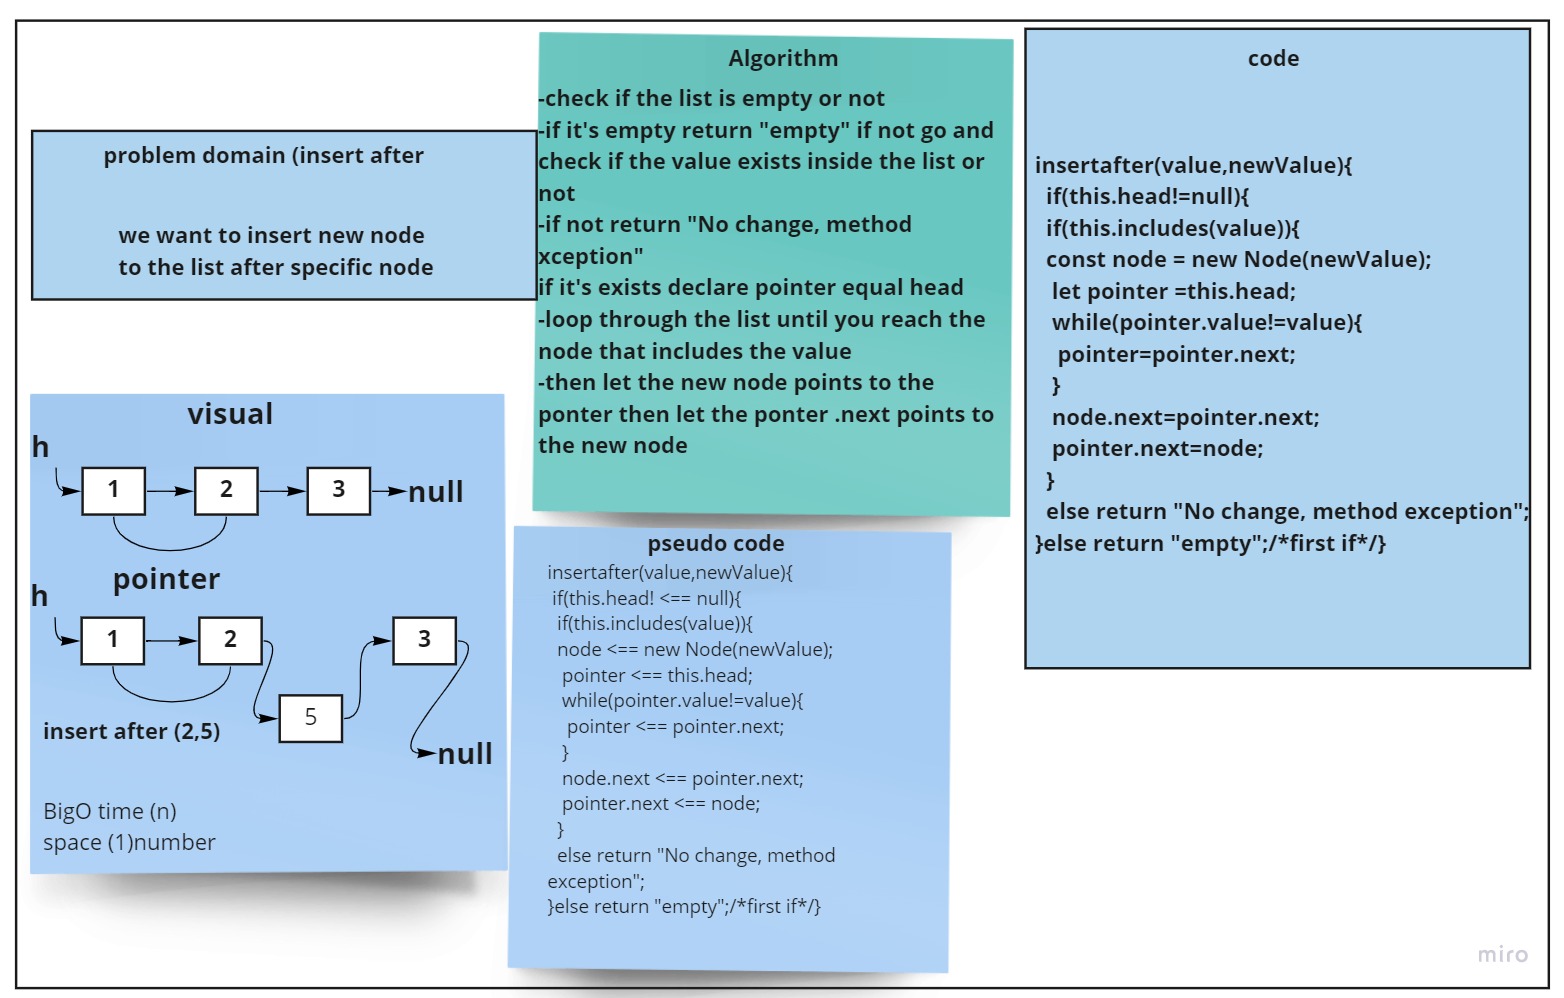 problem domain (insert after
we want to insert new node
to the list after specific node
visual
h
1
2
3
null
pointer
h
1
2
3
5
insert after (2,5)
null
BigO time (n)
space (1)number
Algorithm
-check if the list is empty or not
-if it's empty return "empty" if not go and
check if the value exists inside the list or
not
-if not return "No change, method
xception"
if it's exists declare pointer equal head
-loop through the list until you reach the
node that includes the value
-then let the new node points to the
ponter then let the ponter .next points to
the new node
pseudo code
insertafter(value,newValue){
if(this.head! <== null){
if(this.includes(value)){
node <== new Node(newValue);
pointer <== this.head;
while(pointer.value!=value){
pointer <== pointer.next;
}
node.next <== pointer.next;
pointer.next <== node;
}
else return "No change, method
exception";
}else return "empty";/*first if*/}
code
insertafter(value,newValue){
if(this.head!=null){
if(this.includes(value)){
const node = new Node(newValue);
let pointer =this.head;
while(pointer.value!=value){
pointer=pointer.next;
}
node.next=pointer.next;
pointer.next=node;
}
else return "No change, method exception";
}else return "empty";/*first if*/}
miro